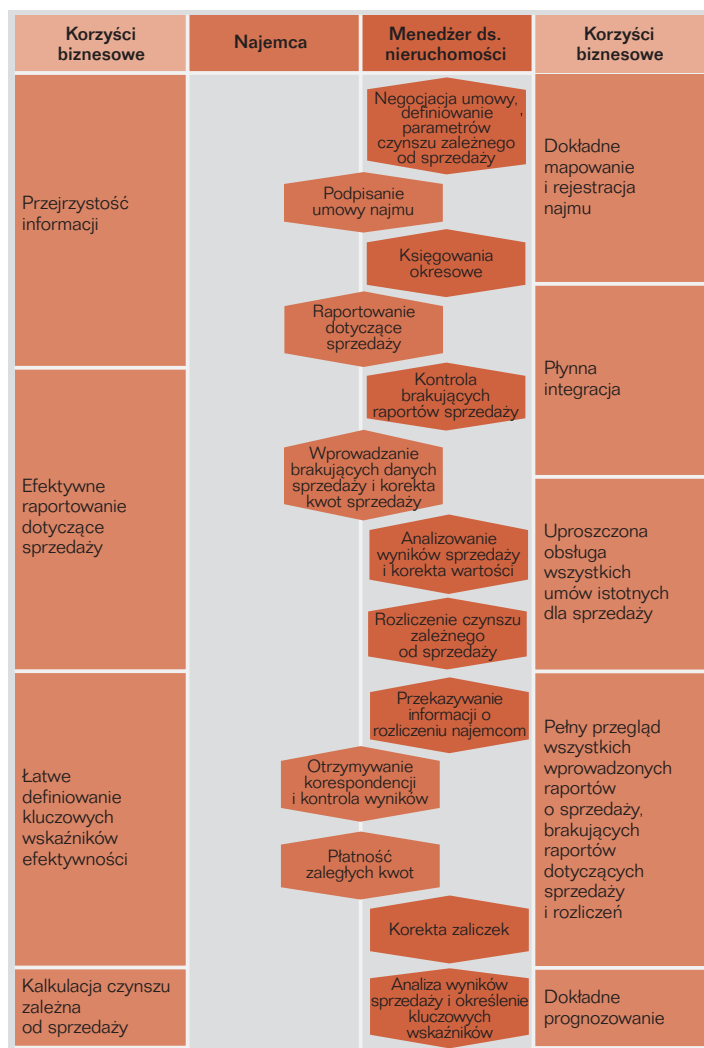 Korzyści
biznesowe
Najemca
Menedżer ds.
nieruchomości
Korzyści
biznesowe
Przejrzystość
informacji
Efektywne
raportowanie
dotyczące
sprzedaży
Łatwe
definiowanie
kluczowych
wskaźników
efektywności
Kalkulacja czynszu
zależna
od sprzedaży
Negocjacja umowy,
definiowanie ,
parametrów
czynszu zależnego
od sprzedaży
Podpisanie
umowy najmu
Księgowania
okresowe
Raportowanie
dotyczące
sprzedaży
Kontrola
brakujących
raportów sprzedaży
Wprowadzanie
brakujących danych
sprzedaży i korekta
kwot sprzedaży
Analizowanie
wyników sprzedaży
i korekta wartości
Rozliczenie czynszu
zależnego
od sprzedaży
Przekazywanie
informacji o
rozliczeniu najemcom
Otrzymywanie
korespondencji
i kontrola wyników
Płatność
zaległych kwot
Korekta zaliczek
Analiza wyników
sprzedaży i określenie
kluczowych
wskaźników
Dokładne
mapowanie
i rejestracja
najmu
Płynna
integracja
Uproszczona
obsługa
wszystkich
umów istotnych
dla sprzedaży
Pełny przegląd
wszystkich
wprowadzonych
raportów
o sprzedaży,
brakujących
raportów
dotyczących
sprzedaży
i rozliczeń
Dokładne
prognozowanie